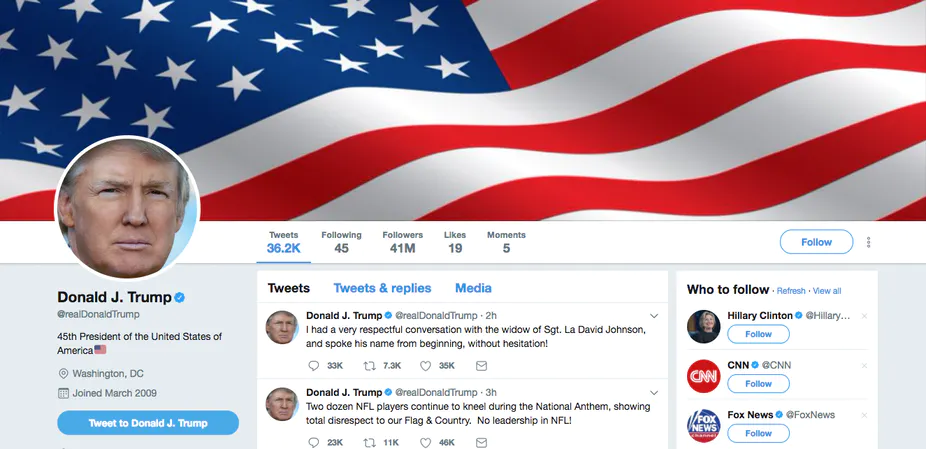 Tweets Following Followers Likes Moments
36.2K 45 41M 19 5
Follow
Donald J. Trump
@realDonaldTrump
45th President of the United States of
America
Washington, DC
Joined March 2009
Tweet to Donald J. Trump
Tweets Tweets & replies Media
Donald J. Trump @realDonaldTrump · 2h
I had a very respectful conversation with the widow of Sgt. La David Johnson,
and spoke his name from beginning, without hesitation!
33K 7.3K 35K
Donald J. Trump @realDonaldTrump · 3h
Two dozen NFL players continue to kneel during the National Anthem, showing
total disrespect to our Flag & Country. No leadership in NFL!
23K 11K 46K
Who to follow · Refresh · View all
Hillary Clinton @Hillary...
Follow
CNN
CNN @CNN
Follow
FOX
NEWS
Fox News @FoxNews
Follow